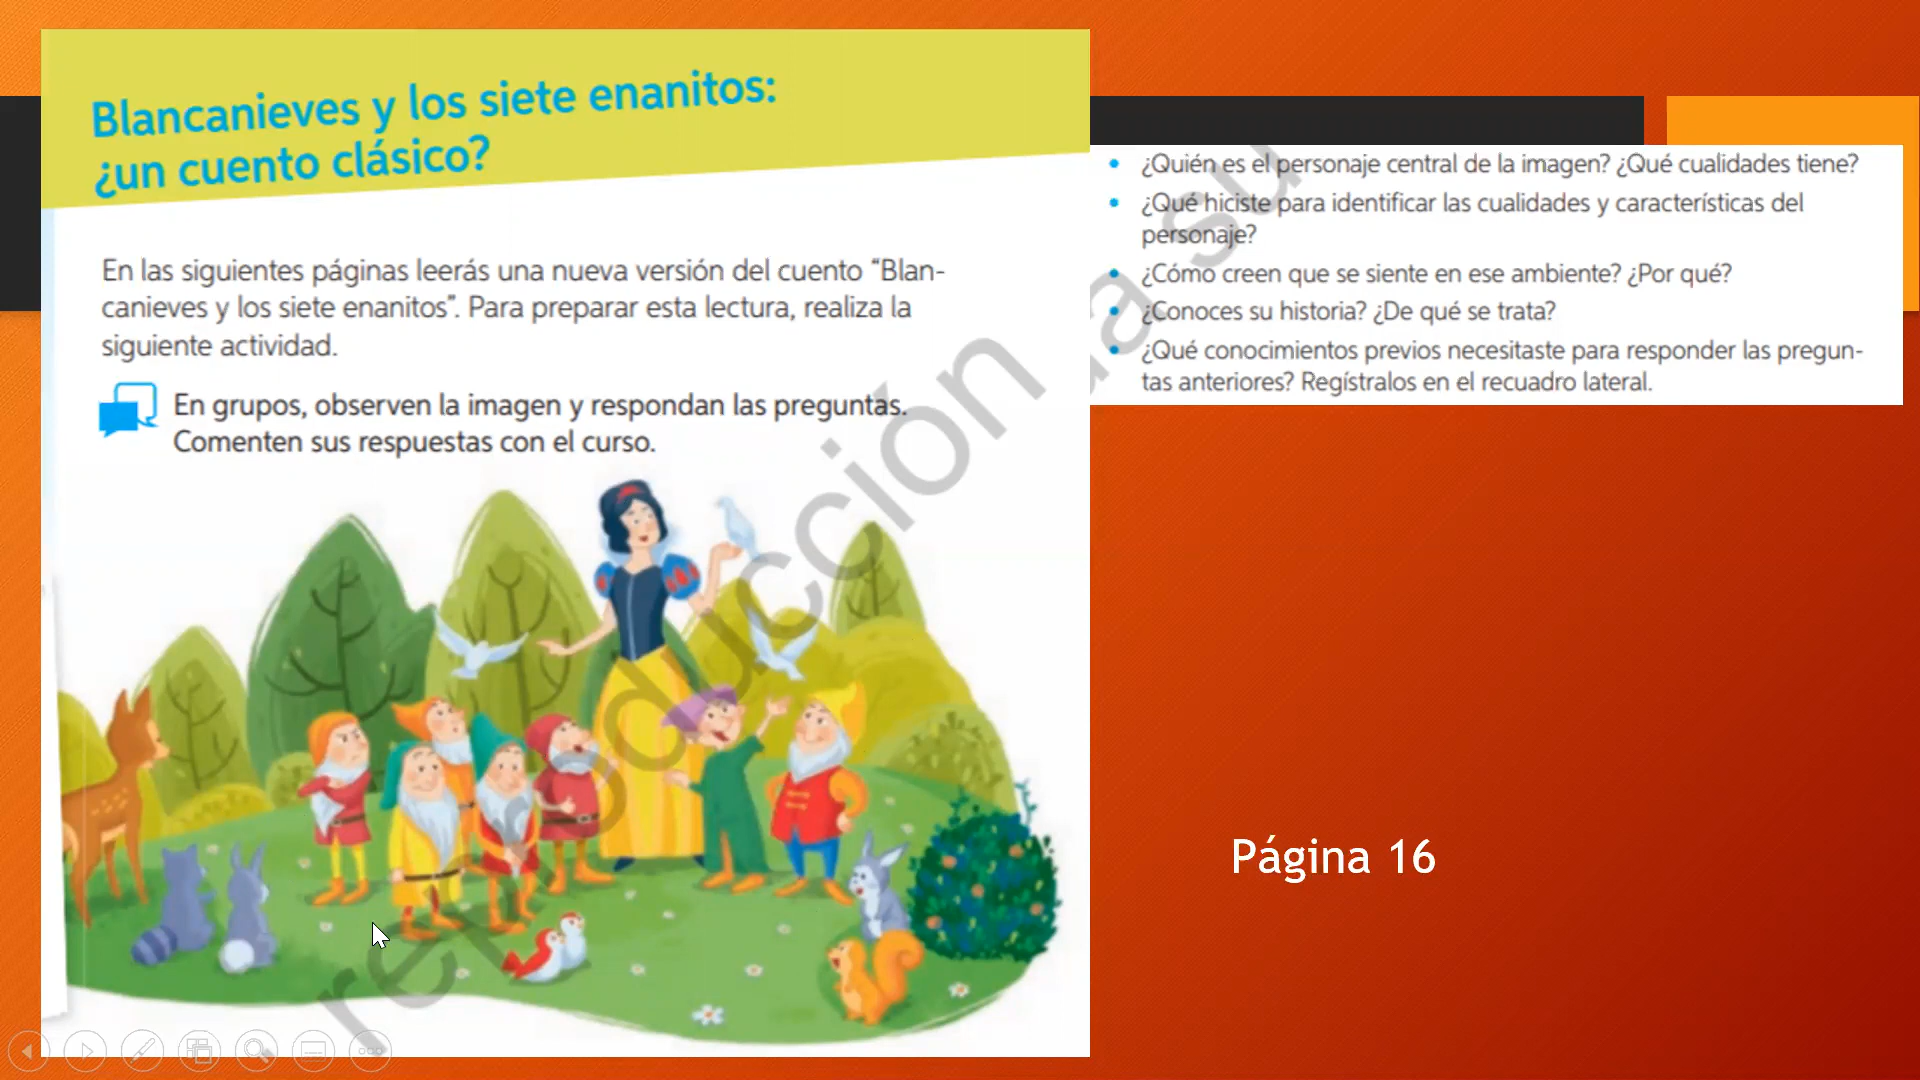 Blancanieves y los siete enanitos:
¿un cuento clásico?
En las siguientes páginas leerás una nueva versión del cuento “Blan-
canieves y los siete enanitos”. Para preparar esta lectura, realiza la
siguiente actividad.
En grupos, observen la imagen y respondan las preguntas.
Comenten sus respuestas con el curso.
• ¿Quién es el personaje central de la imagen? ¿Qué cualidades tiene?
• ¿Qué hiciste para identificar las cualidades y características del
personaje?
• ¿Cómo creen que se siente en ese ambiente? ¿Por qué?
• ¿Conoces su historia? ¿De qué se trata?
• ¿Qué conocimientos previos necesitaste para responder las pregun-
tas anteriores? Regístralos en el recuadro lateral.
Página 16
reproducción
su